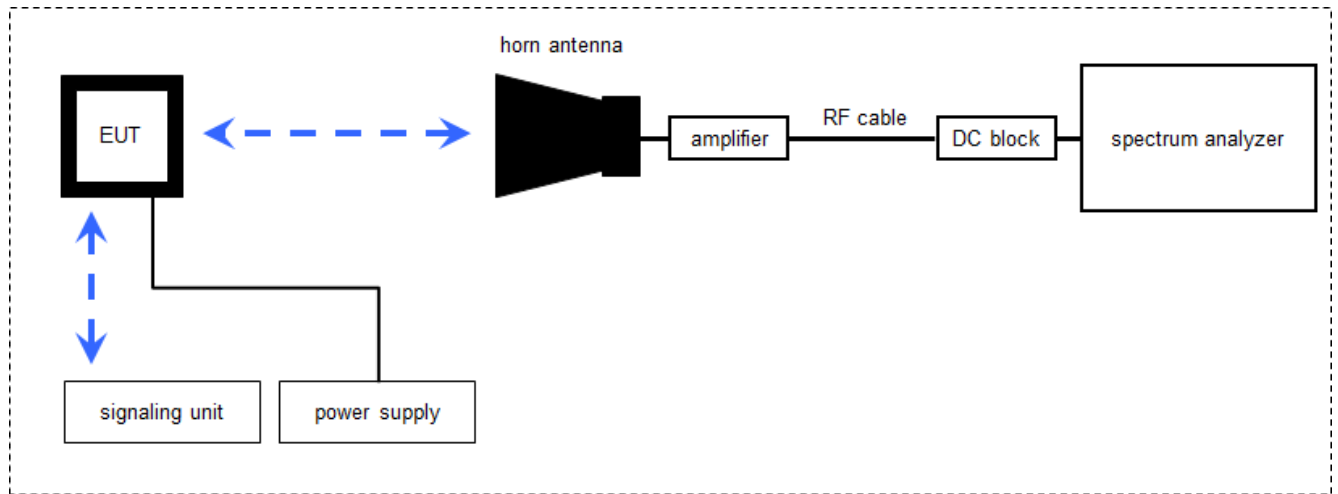 horn antenna
EUT
amplifier
RF cable
DC block
spectrum analyzer
signaling unit
power supply